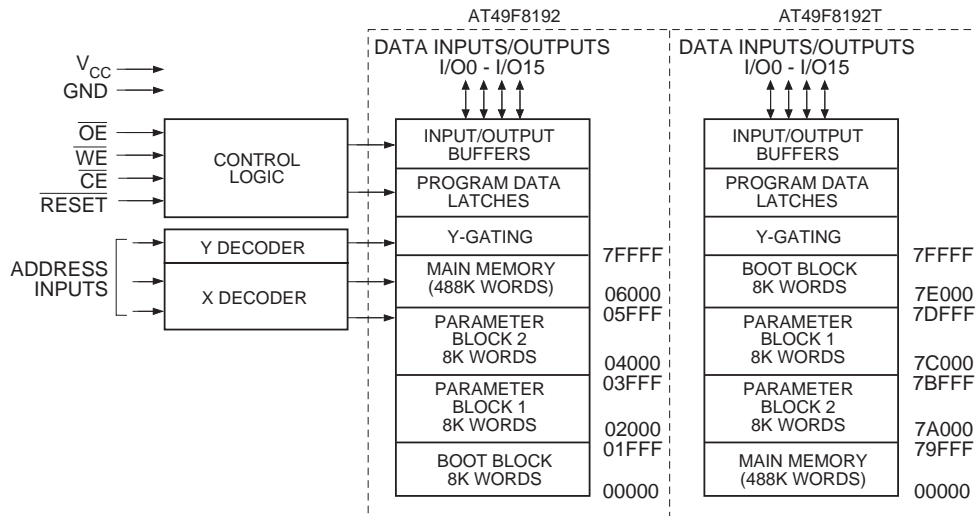 AT49F8192
AT49F8192T
DATA INPUTS/OUTPUTS
I/O0 - I/O15
DATA INPUTS/OUTPUTS
I/O0 - I/O15
VCC
GND
OE
WE
CE
RESET
CONTROL
LOGIC
ADDRESS
INPUTS
Y DECODER
X DECODER
INPUT/OUTPUT
BUFFERS
PROGRAM DATA
LATCHES
Y-GATING
7FFFF
MAIN MEMORY
(488K WORDS)
06000
05FFF
PARAMETER
BLOCK 2
8K WORDS
04000
03FFF
PARAMETER
BLOCK 1
8K WORDS
02000
01FFF
BOOT BLOCK
8K WORDS
00000
INPUT/OUTPUT
BUFFERS
PROGRAM DATA
LATCHES
Y-GATING
7FFFF
BOOT BLOCK
8K WORDS
7E000
7DFFF
PARAMETER
BLOCK 1
8K WORDS
7C000
7BFFF
PARAMETER
BLOCK 2
8K WORDS
7A000
79FFF
MAIN MEMORY
(488K WORDS)
00000